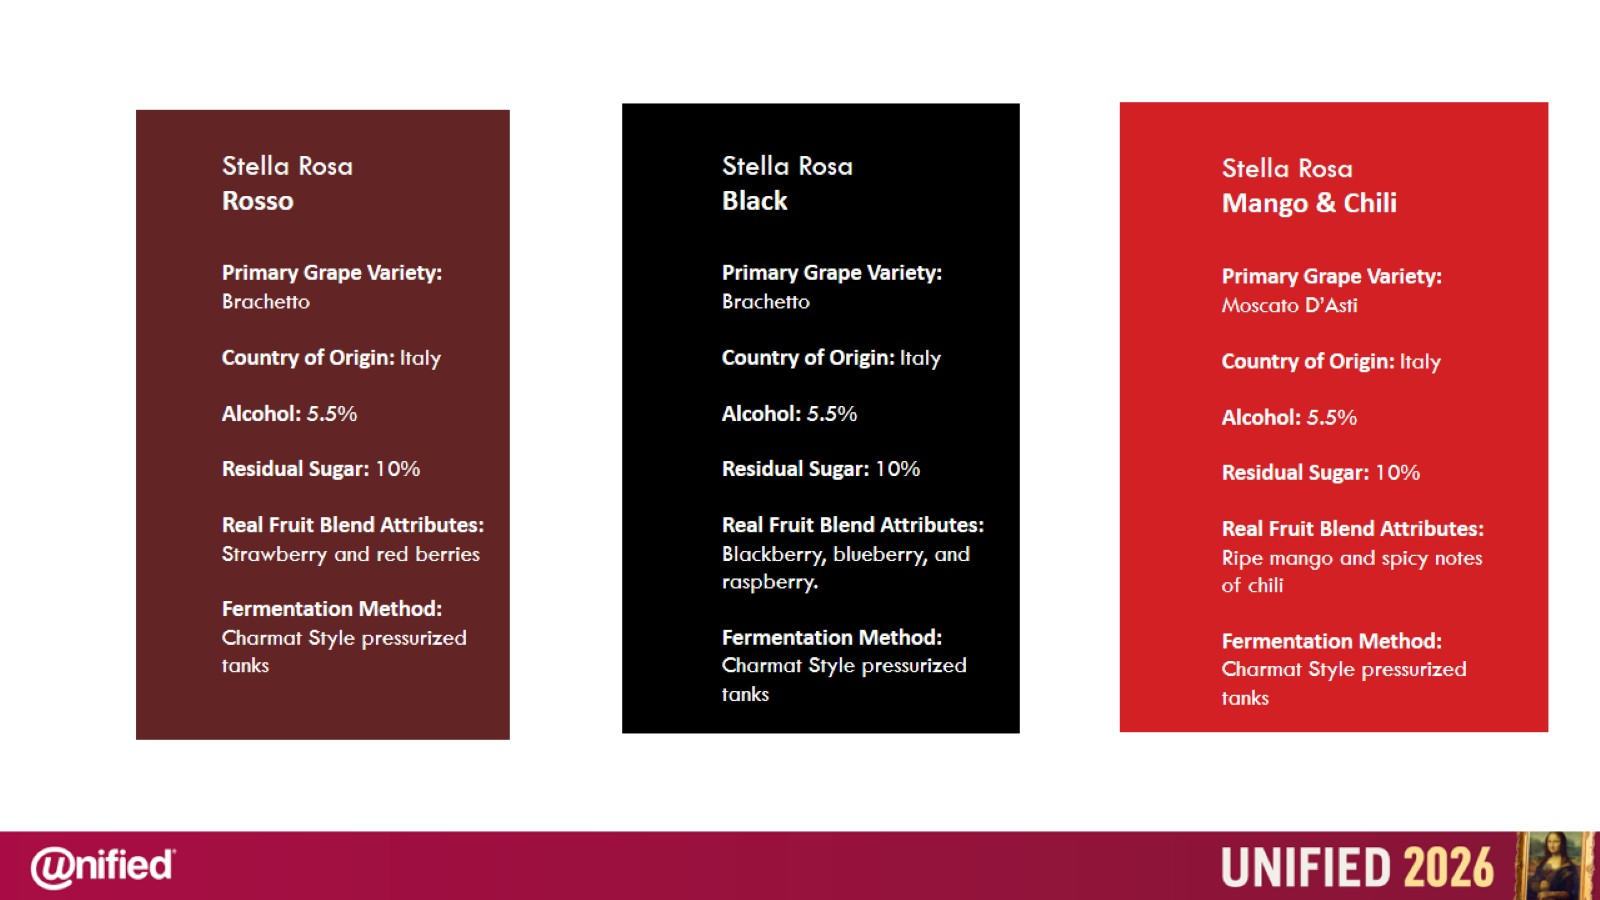 Stella Rosa
Rosso
Primary Grape Variety:
Brachetto
Country of Origin: Italy
Alcohol: 5.5%
Residual Sugar: 10%
Real Fruit Blend Attributes:
Strawberry and red berries
Fermentation Method:
Charmat Style pressurized
tanks
Stella Rosa
Black
Primary Grape Variety:
Brachetto
Country of Origin: Italy
Alcohol: 5.5%
Residual Sugar: 10%
Real Fruit Blend Attributes:
Blackberry, blueberry, and
raspberry.
Fermentation Method:
Charmat Style pressurized
tanks
Stella Rosa
Mango & Chili
Primary Grape Variety:
Moscato D'Asti
Country of Origin: Italy
Alcohol: 5.5%
Residual Sugar: 10%
Real Fruit Blend Attributes:
Ripe mango and spicy notes
of chili
Fermentation Method:
Charmat Style pressurized
tanks
@unified
UNIFIED 2026